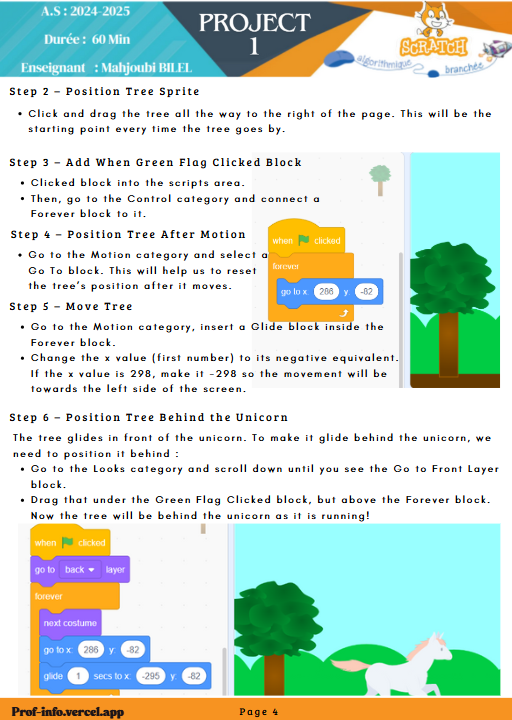 A.S : 2024-2025
Durée : 60 Min
Enseignant : Mahjoubi BILEL
PROJECT
1
SCRATCH
algorithmique
branchée
Step 2 – Position Tree Sprite
• Click and drag the tree all the way to the right of the page. This will be the
starting point every time the tree goes by.
Step 3 – Add When Green Flag Clicked Block
• Clicked block into the scripts area.
• Then, go to the Control category and connect a
Forever block to it.
Step 4 – Position Tree After Motion
• Go to the Motion category and select a
Go To block. This will help us to reset
the tree's position after it moves.
when clicked
forever
go to x: 286 y: -82
Step 5 – Move Tree
• Go to the Motion category, insert a Glide block inside the
Forever block.
• Change the x value (first number) to its negative equivalent.
If the x value is 298, make it -298 so the movement will be
towards the left side of the screen.
Step 6 – Position Tree Behind the Unicorn
The tree glides in front of the unicorn. To make it glide behind the unicorn, we
need to position it behind :
• Go to the Looks category and scroll down until you see the Go to Front Layer
block.
• Drag that under the Green Flag Clicked block, but above the Forever block.
Now the tree will be behind the unicorn as it is running!
when clicked
go to back layer
forever
next costume
go to x: 286 y: -82
glide 1 secs to x: -295 y: -82
Prof-info.vercel.app
Page 4